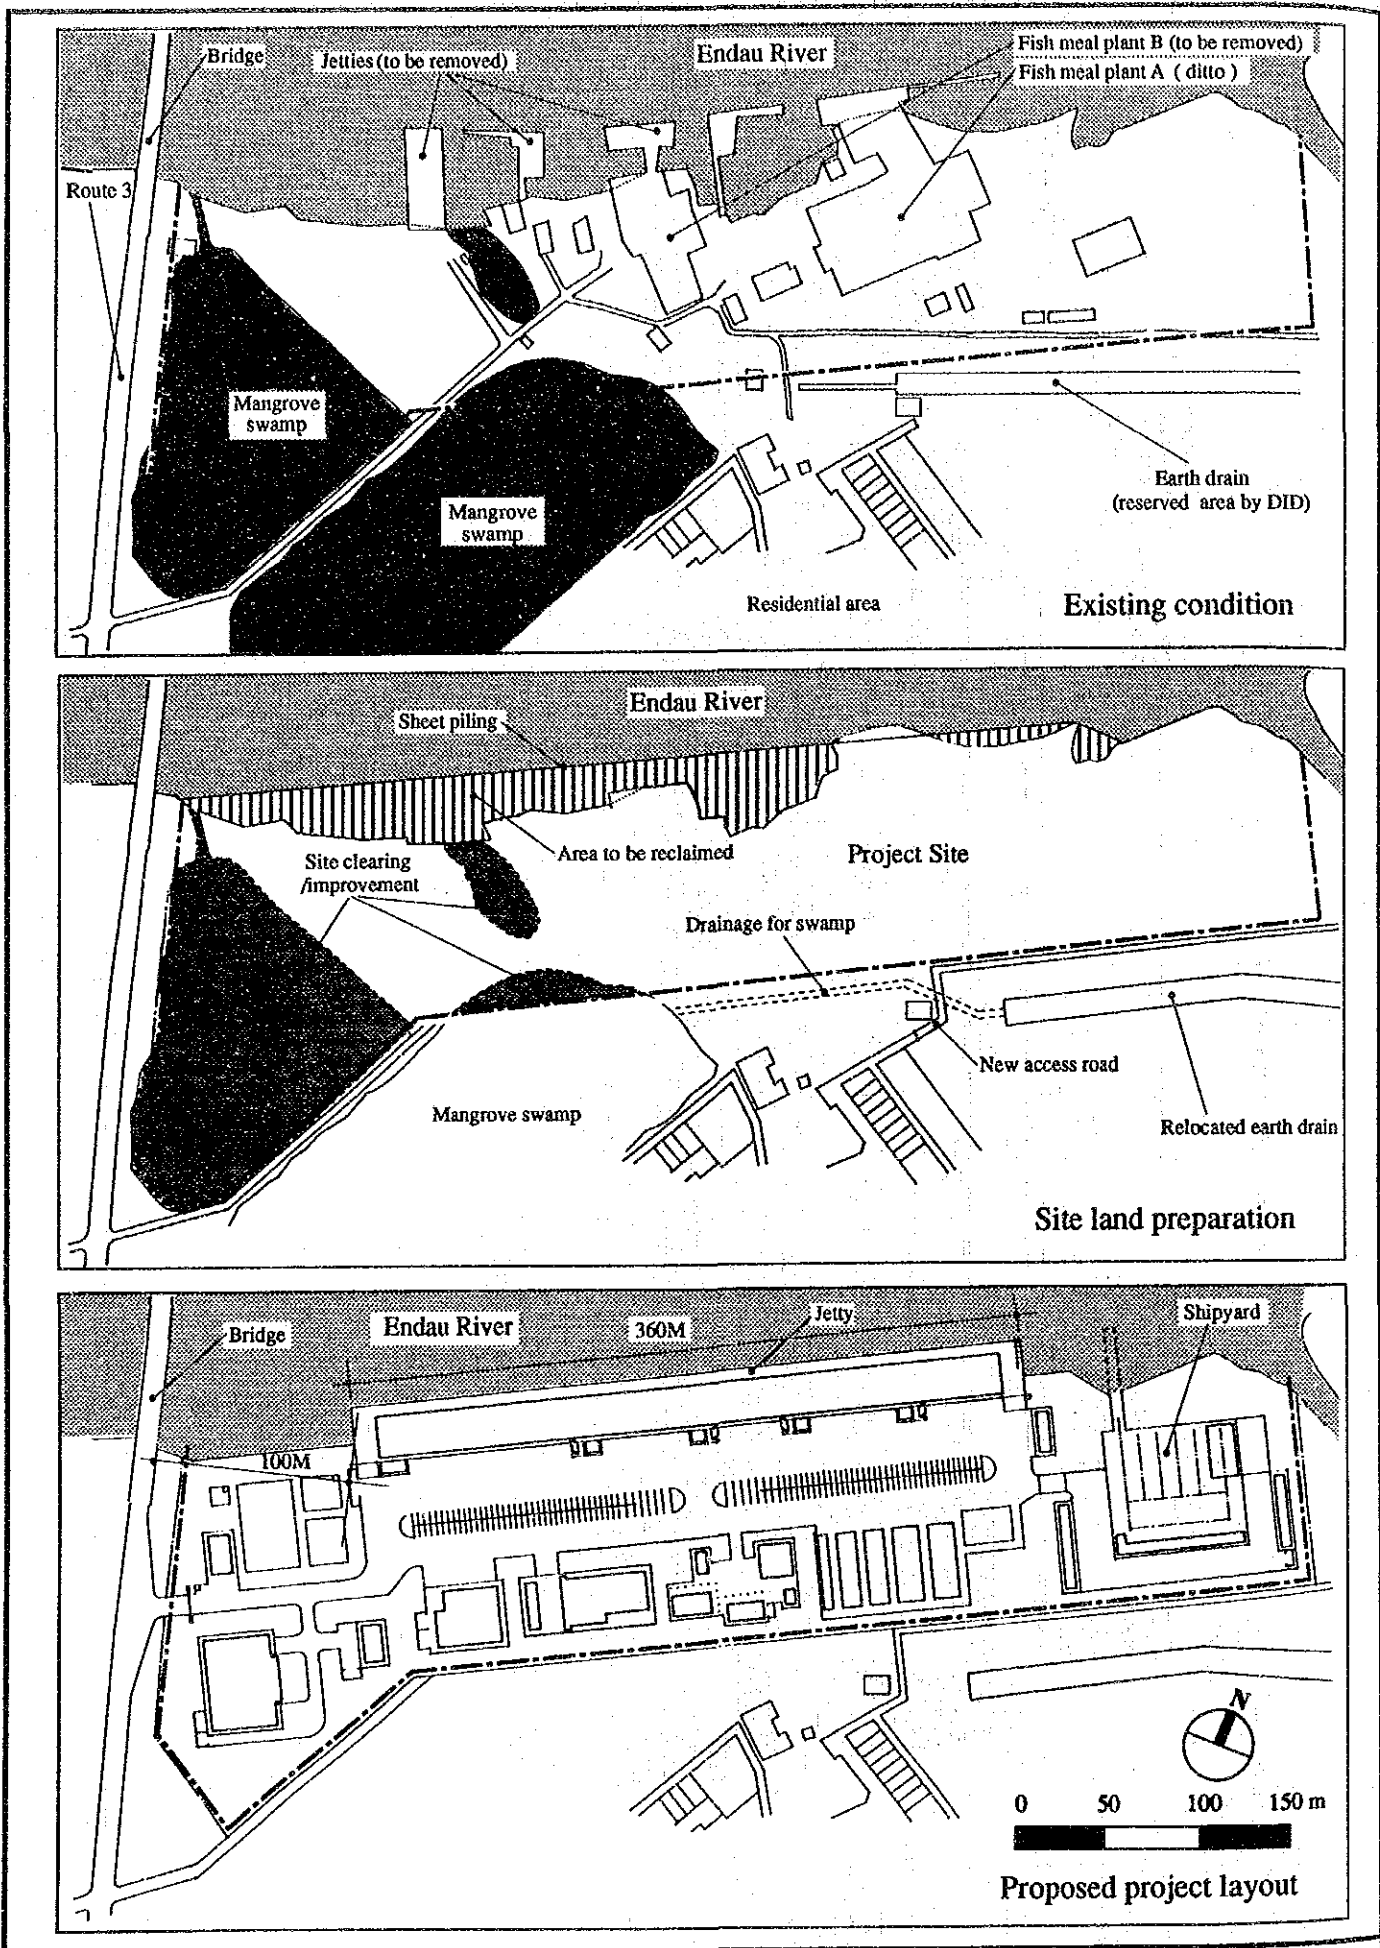 Bridge
Jetties (to be removed)
Endau River
Fish meal plant B (to be removed)
Fish meal plant A ( ditto )
Route 3
Mangrove
swamp
Mangrove
swamp
Earth drain
(reserved area by DID)
Residential area
Existing condition
Endau River
Sheet piling
Area to be reclaimed
Project Site
Site clearing
/improvement
Drainage for swamp
New access road
Mangrove swamp
Relocated earth drain
Site land preparation
Bridge
Endau River
360M
Jetty
Shipyard
100M
N
0 50 100 150 m
Proposed project layout